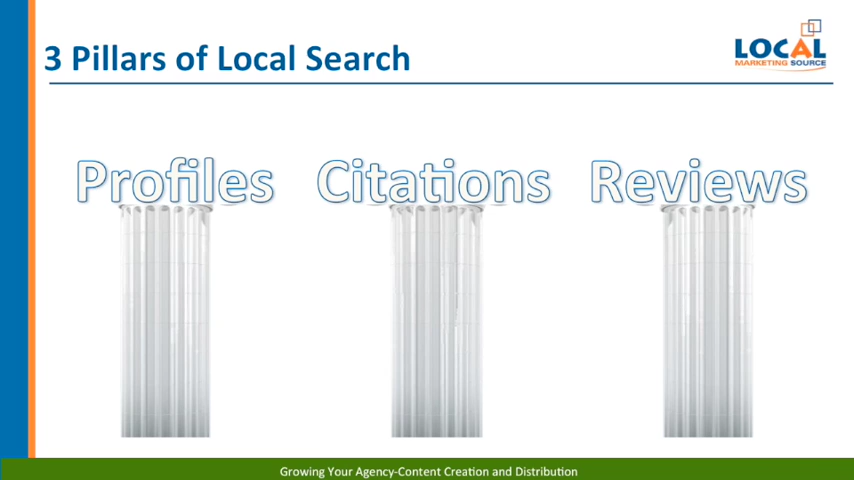 3 Pillars of Local Search
LOCAL
MARKETING SOURCE
Profiles Citations Reviews
Growing Your Agency-Content Creation and Distribution